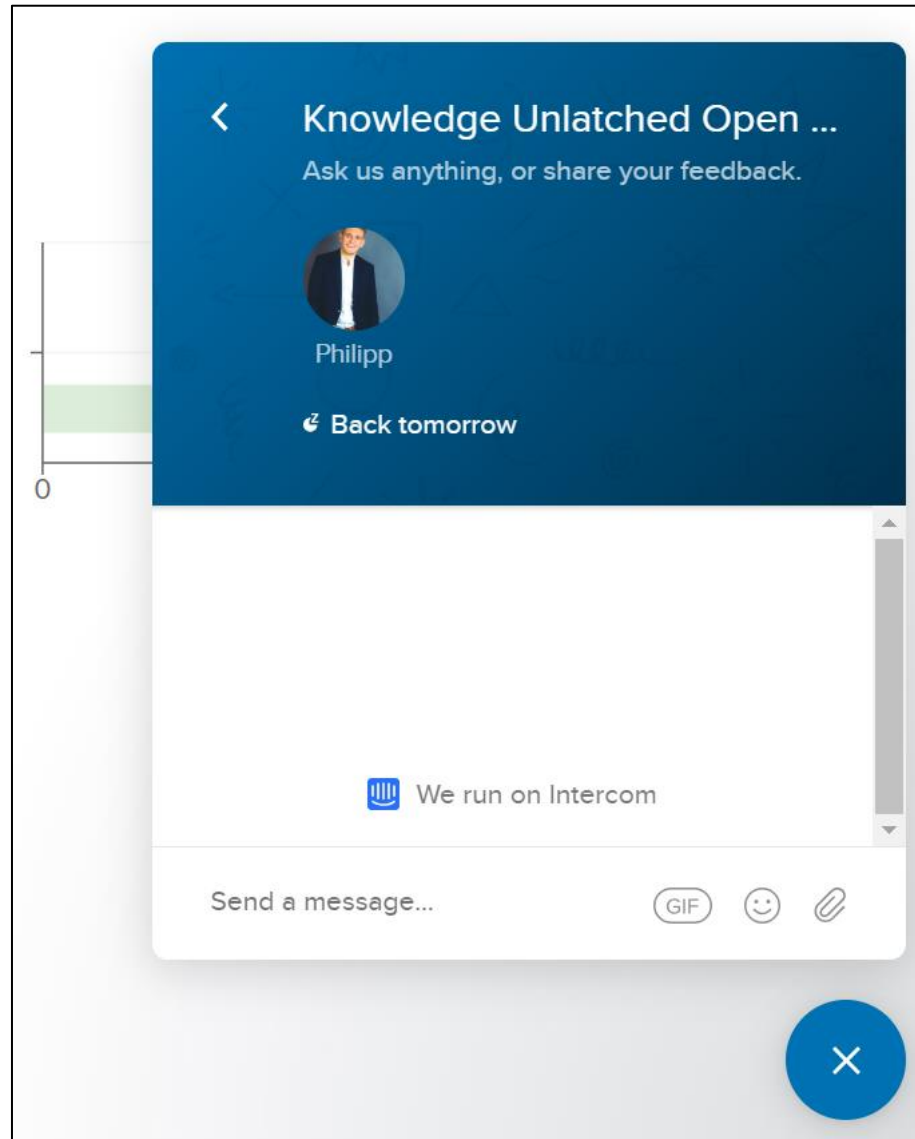 Knowledge Unlatched Open ...
Ask us anything, or share your feedback.
Philipp
Back tomorrow
0
We run on Intercom
Send a message...
GIF